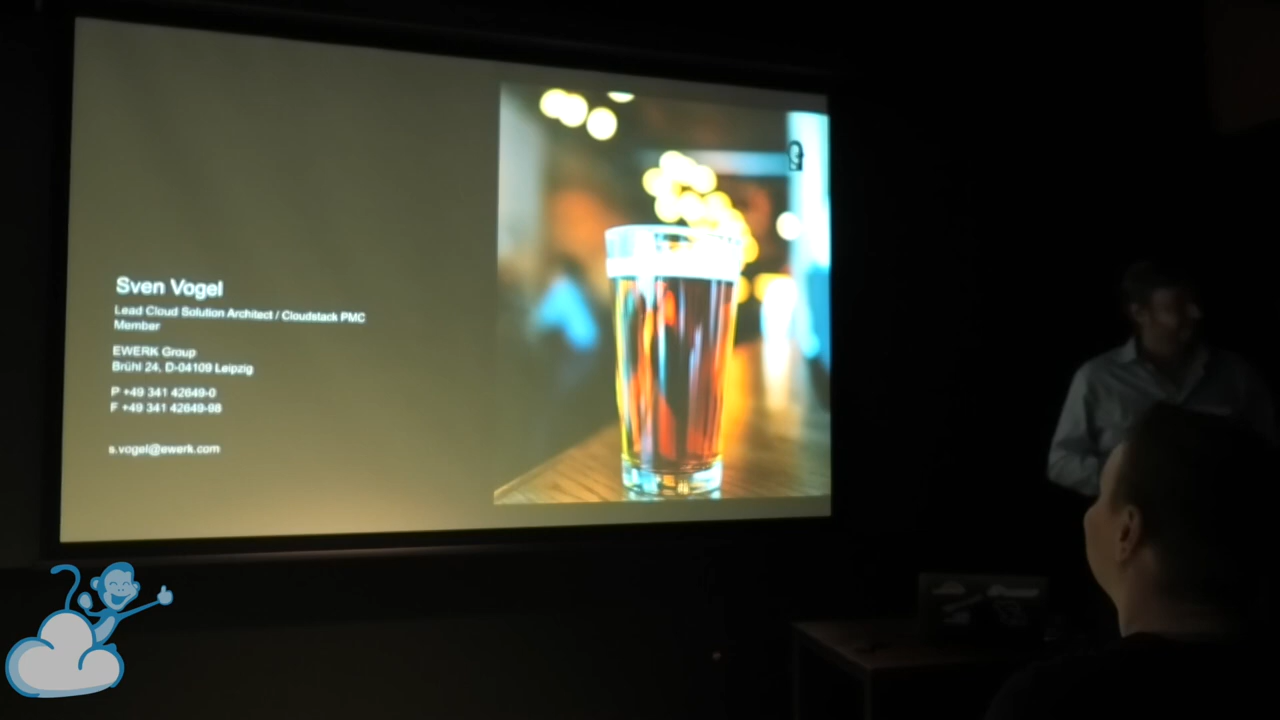 Sven Vogel
Lead Cloud Solution Architect / Cloudstack PMC
Member
EWERK Group
Brühl 24, D-04109 Leipzig
P +49 341 42649-0
F +49 341 42649-98
s.vogel@ewerk.com